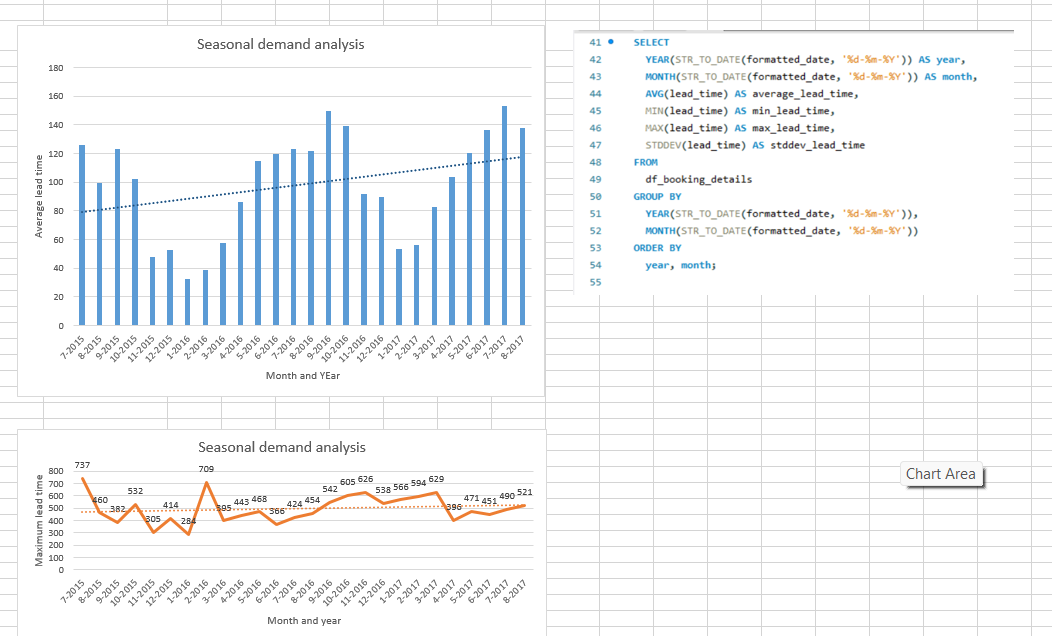 Seasonal demand analysis
180
160
140
120
100
80
60
40
20
0
Average lead time
7-2015 8-2015 9-2015 10-2015 11-2015 12-2015 1-2016 2-2016 3-2016 4-2016 5-2016 6-2016 7-2016 8-2016 9-2016 10-2016 11-2016 12-2016 1-2017 2-2017 3-2017 4-2017 5-2017 6-2017 7-2017 8-2017
Month and YEar
41 SELECT
42 YEAR(STR_TO_DATE(formatted_date, '%d-%m-%Y')) AS year,
43 MONTH(STR_TO_DATE(formatted_date, '%d-%m-%Y')) AS month,
44 AVG(lead_time) AS average_lead_time,
45 MIN(lead_time) AS min_lead_time,
46 MAX(lead_time) AS max_lead_time,
47 STDDEV(lead_time) AS stddev_lead_time
48 FROM
49 df_booking_details
50 GROUP BY
51 YEAR(STR_TO_DATE(formatted_date, '%d-%m-%Y')),
52 MONTH(STR_TO_DATE(formatted_date, '%d-%m-%Y'))
53 ORDER BY
54 year, month;
55
Seasonal demand analysis
800
700
600
500
400
300
200
100
0
Maximum lead time
737 460 382 532 305 414 284 709 395 443 468 366 424 454 542 605 626 538 566 594 629 396 471 451 490 521
7-2015 8-2015 9-2015 10-2015 11-2015 12-2015 1-2016 2-2016 3-2016 4-2016 5-2016 6-2016 7-2016 8-2016 9-2016 10-2016 11-2016 12-2016 1-2017 2-2017 3-2017 4-2017 5-2017 6-2017 7-2017 8-2017
Month and year
Chart Area